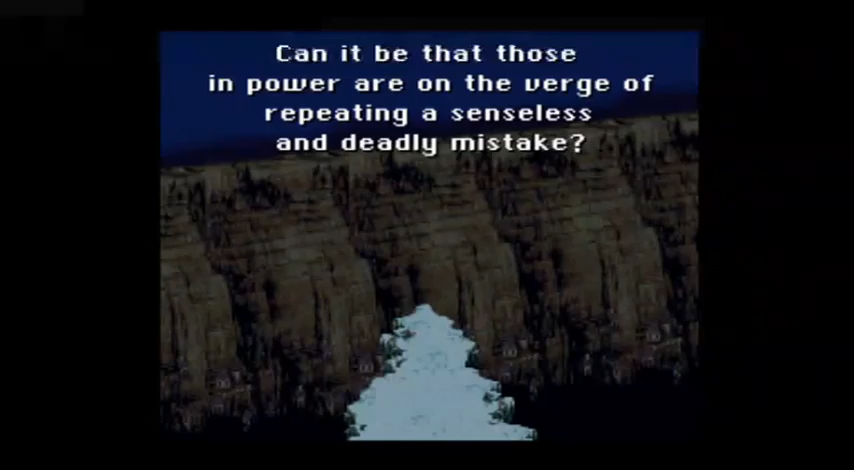 Can it be that those
in power are on the verge of
repeating a senseless
and deadly mistake?